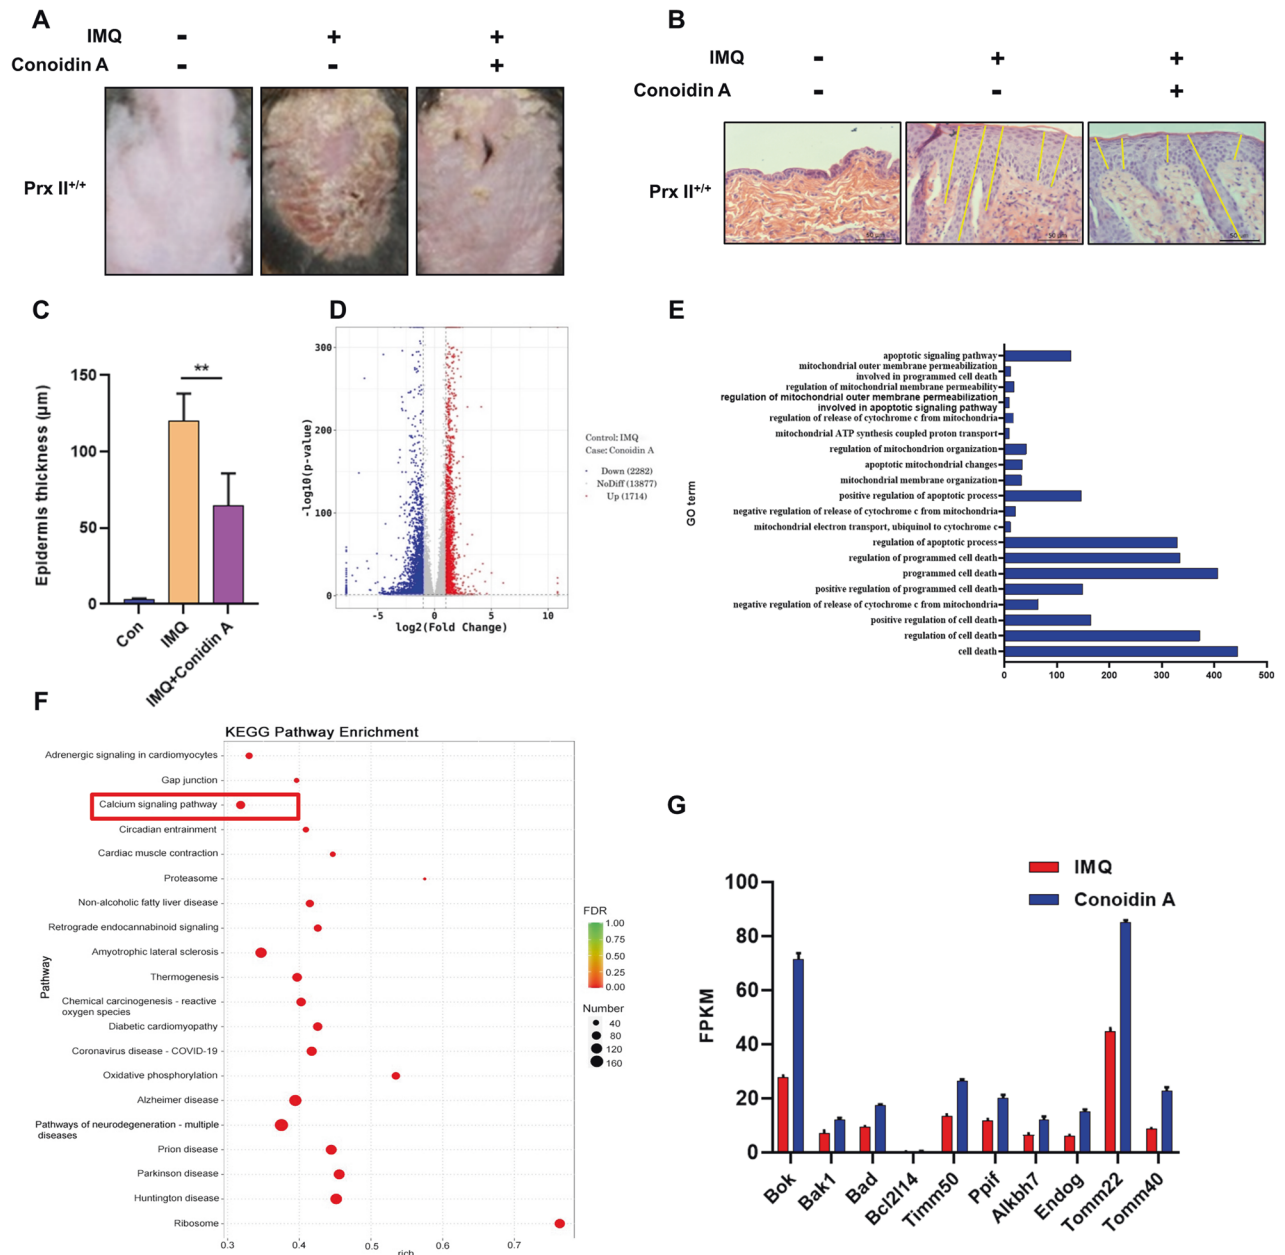 A
IMQ - + +
Conoidin A - - +
Prx II+/+
B
IMQ - + +
Conoidin A - - +
Prx II+/+
50 μm
50 μm
50 μm
C
Epidermis thickness (μm)
150
100
50
0
**
Con
IMQ
IMQ+Conidin A
D
-log10(p-value)
300
200
100
0
-5 0 5 10
log2(Fold Change)
Control: IMQ
Case: Conoidin A
Down (2282)
NoDiff (13877)
Up (1714)
E
GO term
apoptotic signaling pathway
mitochondrial outer membrane permeabilization
involved in programmed cell death
regulation of mitochondrial membrane permeability
regulation of mitochondrial outer membrane permeabilization
involved in apoptotic signaling pathway
regulation of release of cytochrome c from mitochondria
mitochondrial ATP synthesis coupled proton transport
regulation of mitochondrion organization
apoptotic mitochondrial changes
mitochondrial membrane organization
positive regulation of apoptotic process
negative regulation of release of cytochrome c from mitochondria
mitochondrial electron transport, ubiquinol to cytochrome c
regulation of apoptotic process
regulation of programmed cell death
programmed cell death
positive regulation of programmed cell death
negative regulation of release of cytochrome c from mitochondria
positive regulation of cell death
regulation of cell death
cell death
0 100 200 300 400 500
F
KEGG Pathway Enrichment
Pathway
Adrenergic signaling in cardiomyocytes
Gap junction
Calcium signaling pathway
Circadian entrainment
Cardiac muscle contraction
Proteasome
Non-alcoholic fatty liver disease
Retrograde endocannabinoid signaling
Amyotrophic lateral sclerosis
Thermogenesis
Chemical carcinogenesis - reactive
oxygen species
Diabetic cardiomyopathy
Coronavirus disease - COVID-19
Oxidative phosphorylation
Alzheimer disease
Pathways of neurodegeneration - multiple
diseases
Prion disease
Parkinson disease
Huntington disease
Ribosome
0.3 0.4 0.5 0.6 0.7
rich
FDR
1.00
0.75
0.50
0.25
0.00
Number
40
80
120
160
G
IMQ
Conoidin A
FPKM
100
80
60
40
20
0
Bok
Bak1
Bad
Bcl2l14
Timm50
Ppif
Alkbh7
Endog
Tomm22
Tomm40